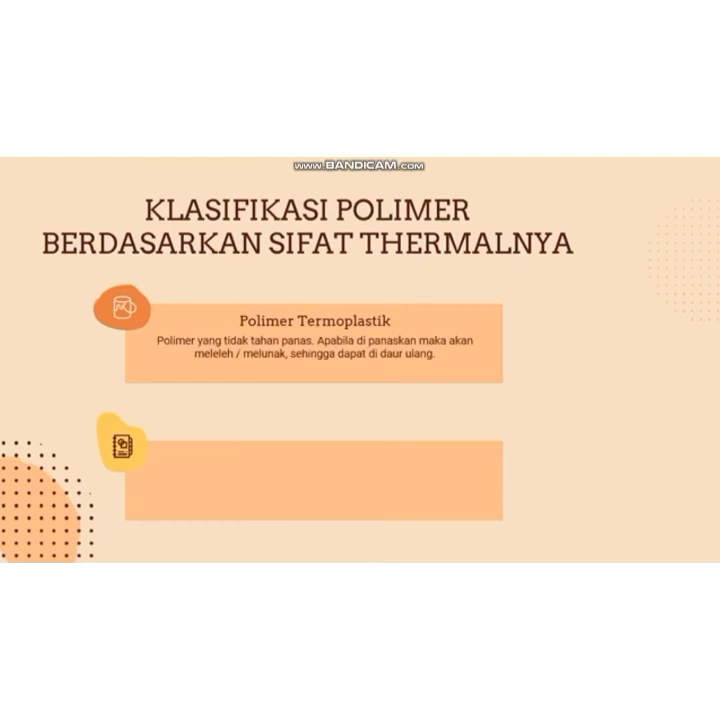 www.BANDICAM.com
KLASIFIKASI POLIMER
BERDASARKAN SIFAT THERMALNYA
Polimer Termoplastik
Polimer yang tidak tahan panas. Apabila di panaskan maka akan
meleleh / melunak, sehingga dapat di daur ulang.